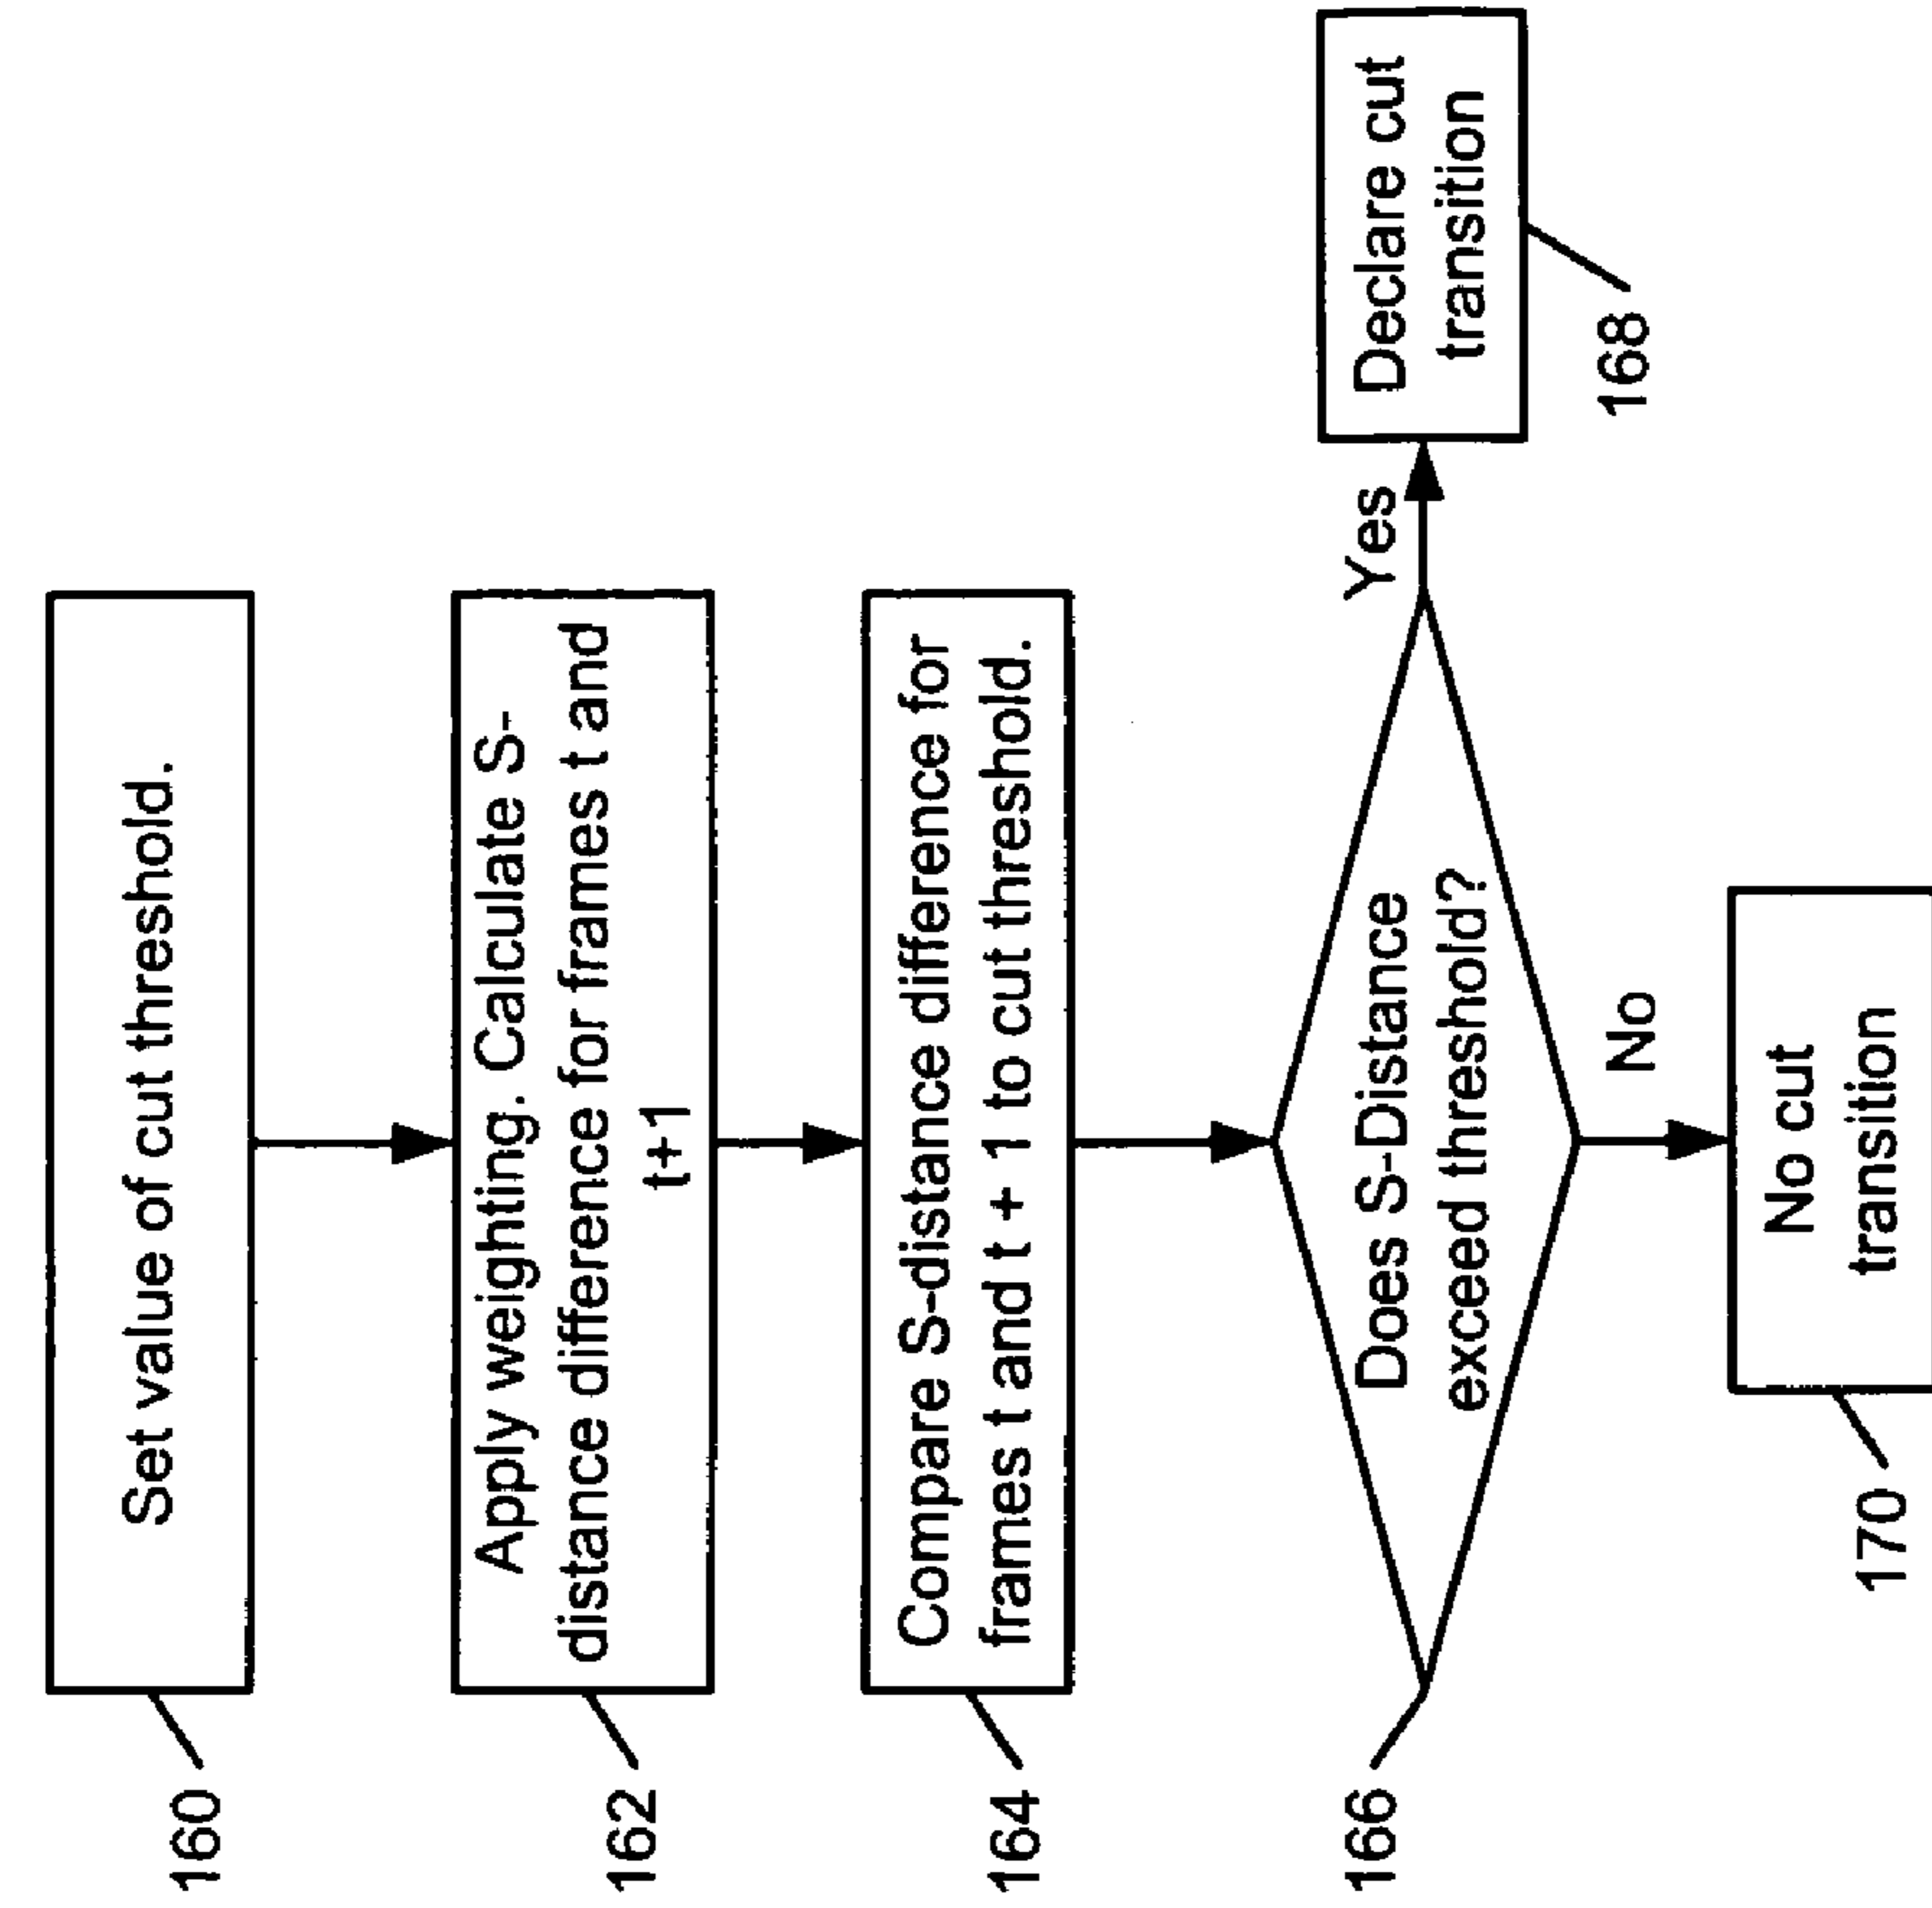 160
Set value of cut threshold.
162
Apply weighting. Calculate S-
distance difference for frames t and
t+1
164
Compare S-distance difference for
frames t and t + 1 to cut threshold.
166
Does S-Distance
exceed threshold?
Yes
Declare cut
transition
168
No
No cut
transition
170